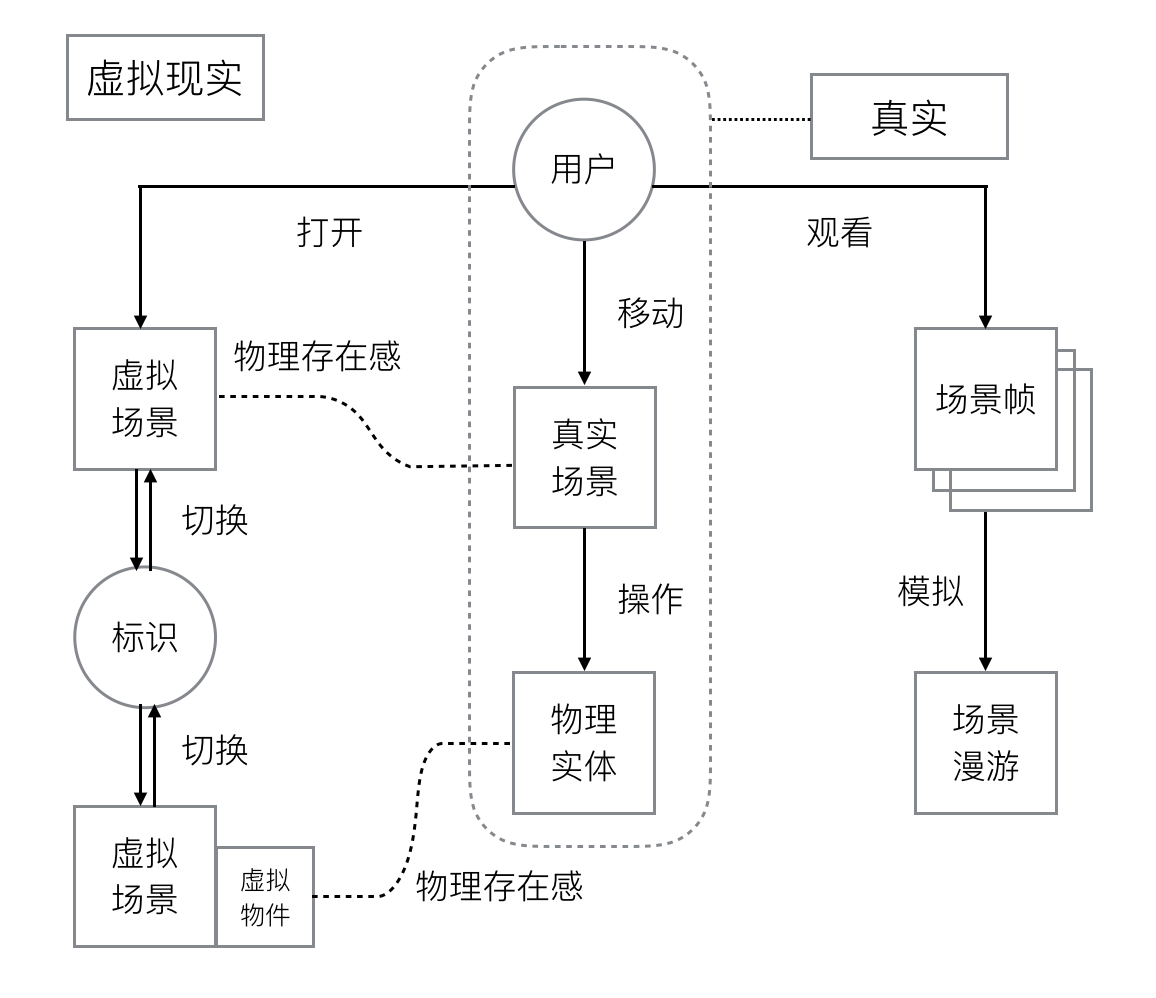 虚拟现实
真实
用户
打开
观看
移动
物理存在感
虚拟
场景
场景帧
真实
场景
切换
操作
模拟
标识
物理
实体
场景
漫游
切换
虚拟
场景
虚拟
物件
物理存在感